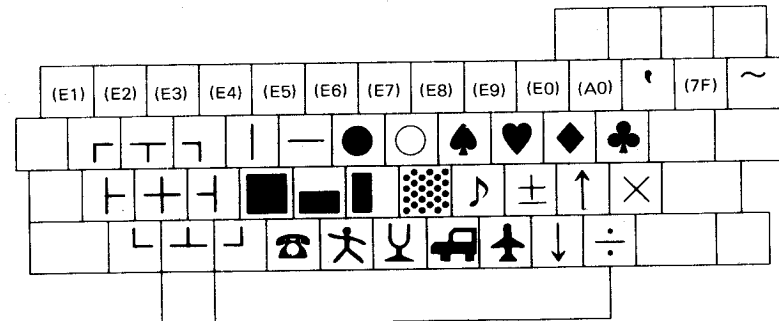 (E1) (E2) (E3) (E4) (E5) (E6) (E7) (E8) (E9) (E0) (A0) ‛ (7F) ~
┌ ┬ ┐ │ ─ ● ○ ♠ ♥ ♦ ♣
├ ┼ ┤ ■ ▄ ▌ ▒ ♪ ± ↑ ×
└ ┴ ┘ ☎ ↓ ÷